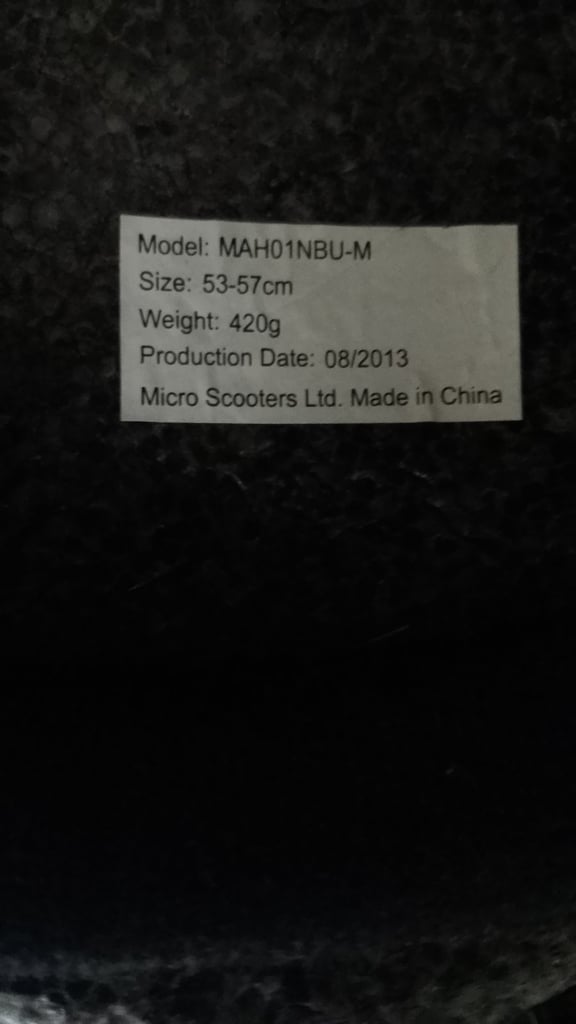 Model: MAH01NBU-M
Size: 53-57cm
Weight: 420g
Production Date: 08/2013
Micro Scooters Ltd. Made in China